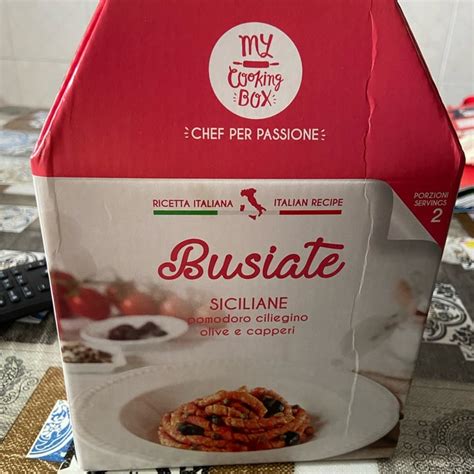 MY
Cooking
BOX
CHEF PER PASSIONE
RICETTA ITALIANA
ITALIAN RECIPE
PORZIONI
SERVINGS
2
Busiate
SICILIANE
pomodoro ciliegino
olive e capperi